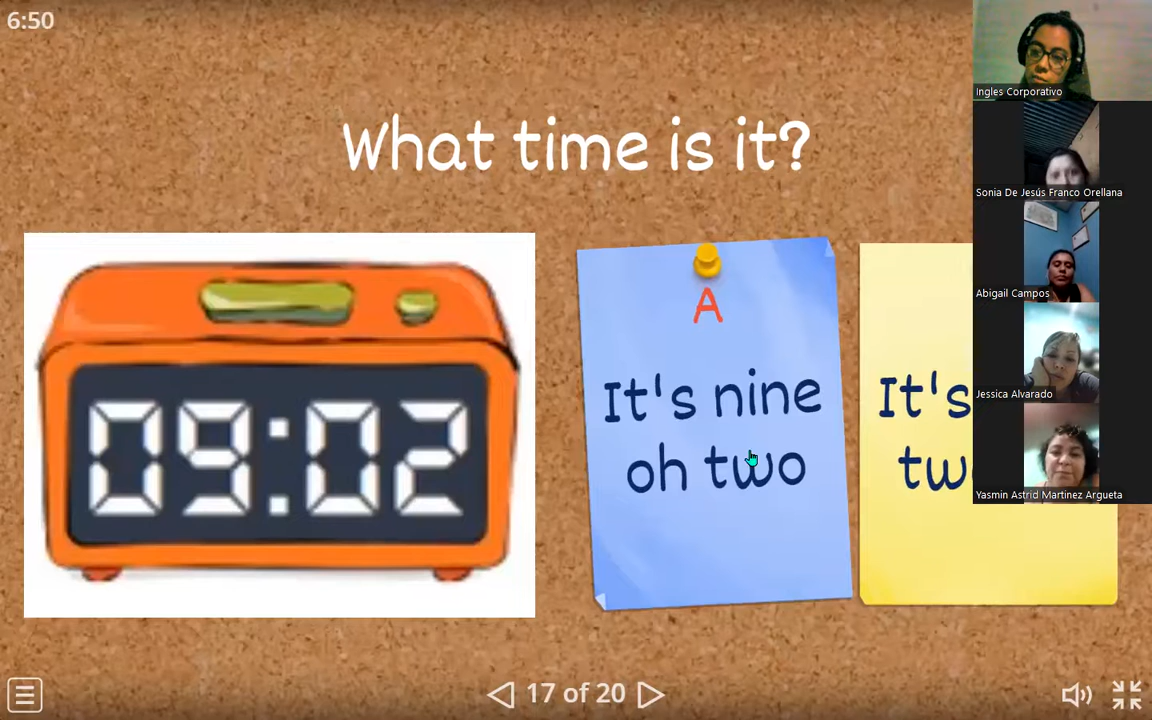 6:50
What time is it?
09:02
A
It's nine
oh two
It's
Ingles Corporativo
Sonia De Jesús Franco Orellana
Abigail Campos
Jessica Alvarado
Yasmin Astrid Martinez Argueta
17 of 20